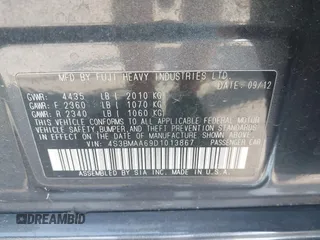 MFD BY FUJI HEAVY INDUSTRIES LTD.
DATE 09/12
GVWR: 4435 LB ( 2010 KG )
GAWR: F 2360 LB ( 1070 KG )
GAWR: R 2340 LB ( 1060 KG )
THIS VEHICLE CONFORMS TO ALL APPLICABLE
FEDERAL MOTOR VEHICLE
SAFETY, BUMPER, AND THEFT PREVENTION STANDARDS
IN EFFECT ON THE DATE OF MANUFACTURE SHOWN ABOVE.
VIN: 4S3BMAA69D1013867 PASSENGER CAR
ASSEMBLED BY SIA INC. MADE IN U.S.A.
DREAMBID